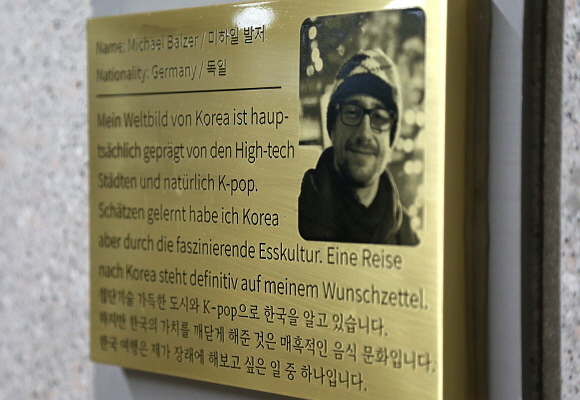 Name: Michael Balzer / 미하일 발저
Nationality: Germany / 독일
Mein Weltbild von Korea ist haup-
tsächlich geprägt von den High-tech
Städten und natürlich K-pop.
Schätzen gelernt habe ich Korea
aber durch die faszinierende Esskultur. Eine Reise
nach Korea steht definitiv auf meinem Wunschzettel.
첨단기술 가득한 도시와 K-pop으로 한국을 알고 있습니다.
하지만 한국의 가치를 깨닫게 해준 것은 매혹적인 음식 문화입니다.
한국 여행은 제가 장래에 해보고 싶은 일 중 하나입니다.